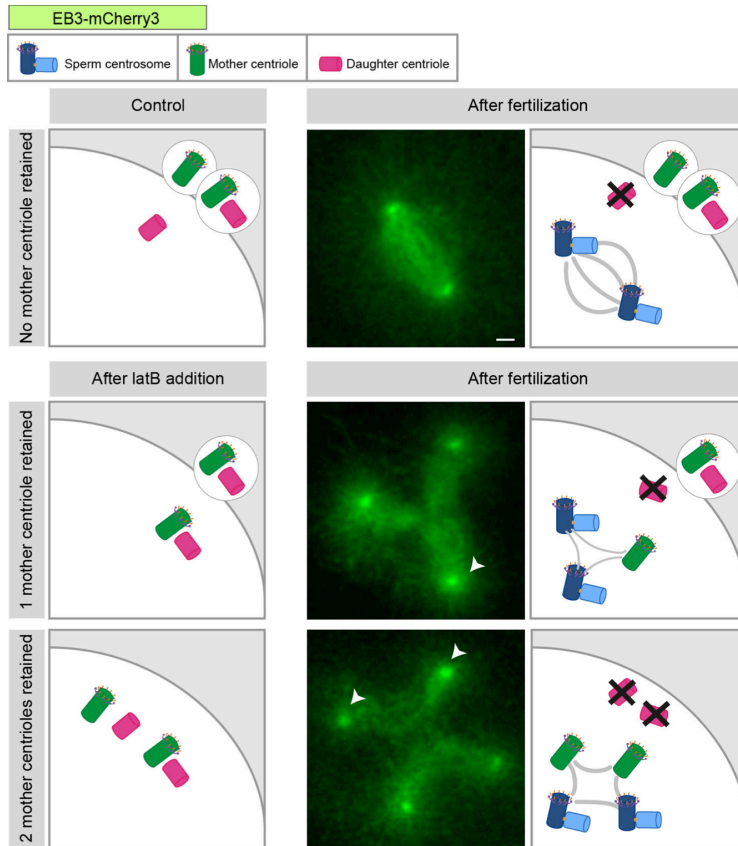 EB3-mCherry3
Sperm centrosome
Mother centriole
Daughter centriole
Control
After fertilization
No mother centriole retained
After latB addition
After fertilization
1 mother centriole retained
2 mother centrioles retained